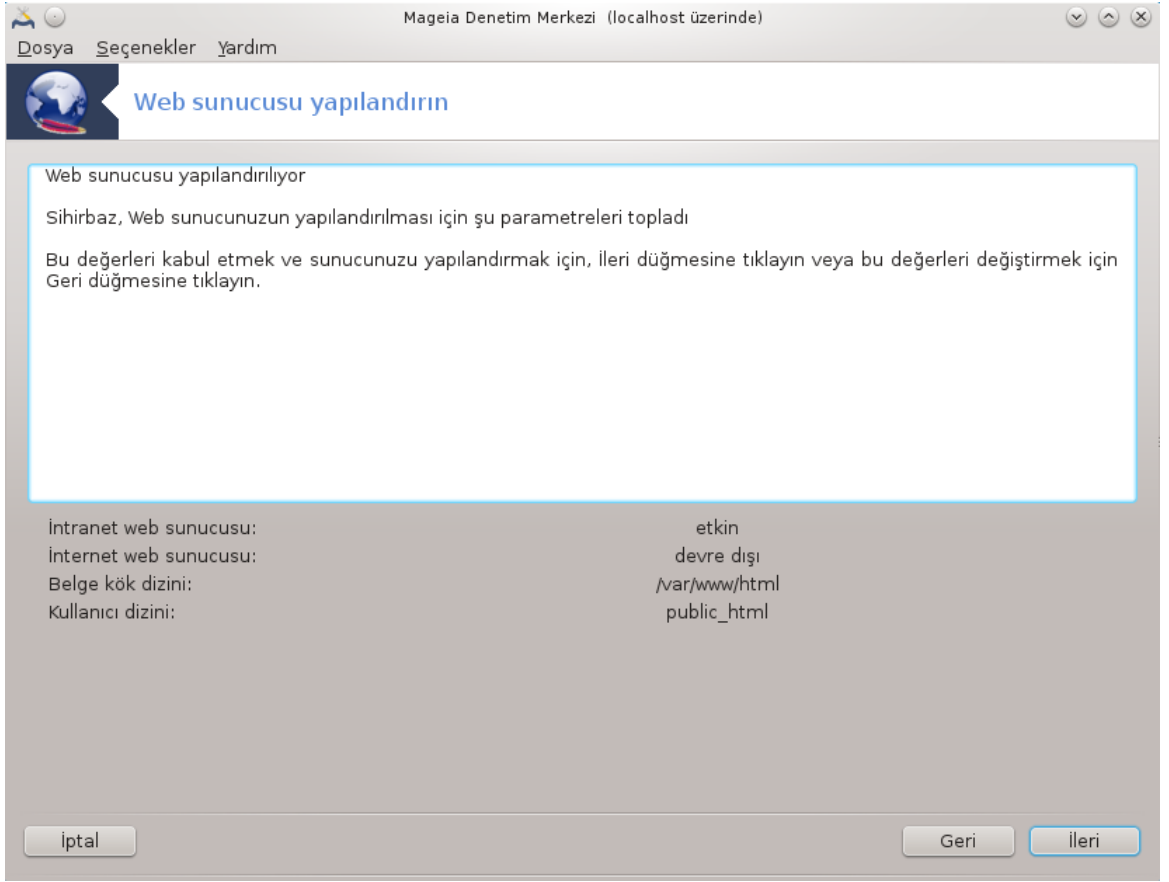 Mageia Denetim Merkezi (localhost üzerinde)
Dosya Seçenekler Yardım
Web sunucusu yapılandırın
Web sunucusu yapılandırılıyor
Sihirbaz, Web sunucunuzun yapılandırılması için şu parametreleri topladı
Bu değerleri kabul etmek ve sunucunuzu yapılandırmak için, İleri düğmesine tıklayın veya bu değerleri değiştirmek için
Geri düğmesine tıklayın.
İntranet web sunucusu: etkin
İnternet web sunucusu: devre dışı
Belge kök dizini: /var/www/html
Kullanıcı dizini: public_html
İptal Geri İleri